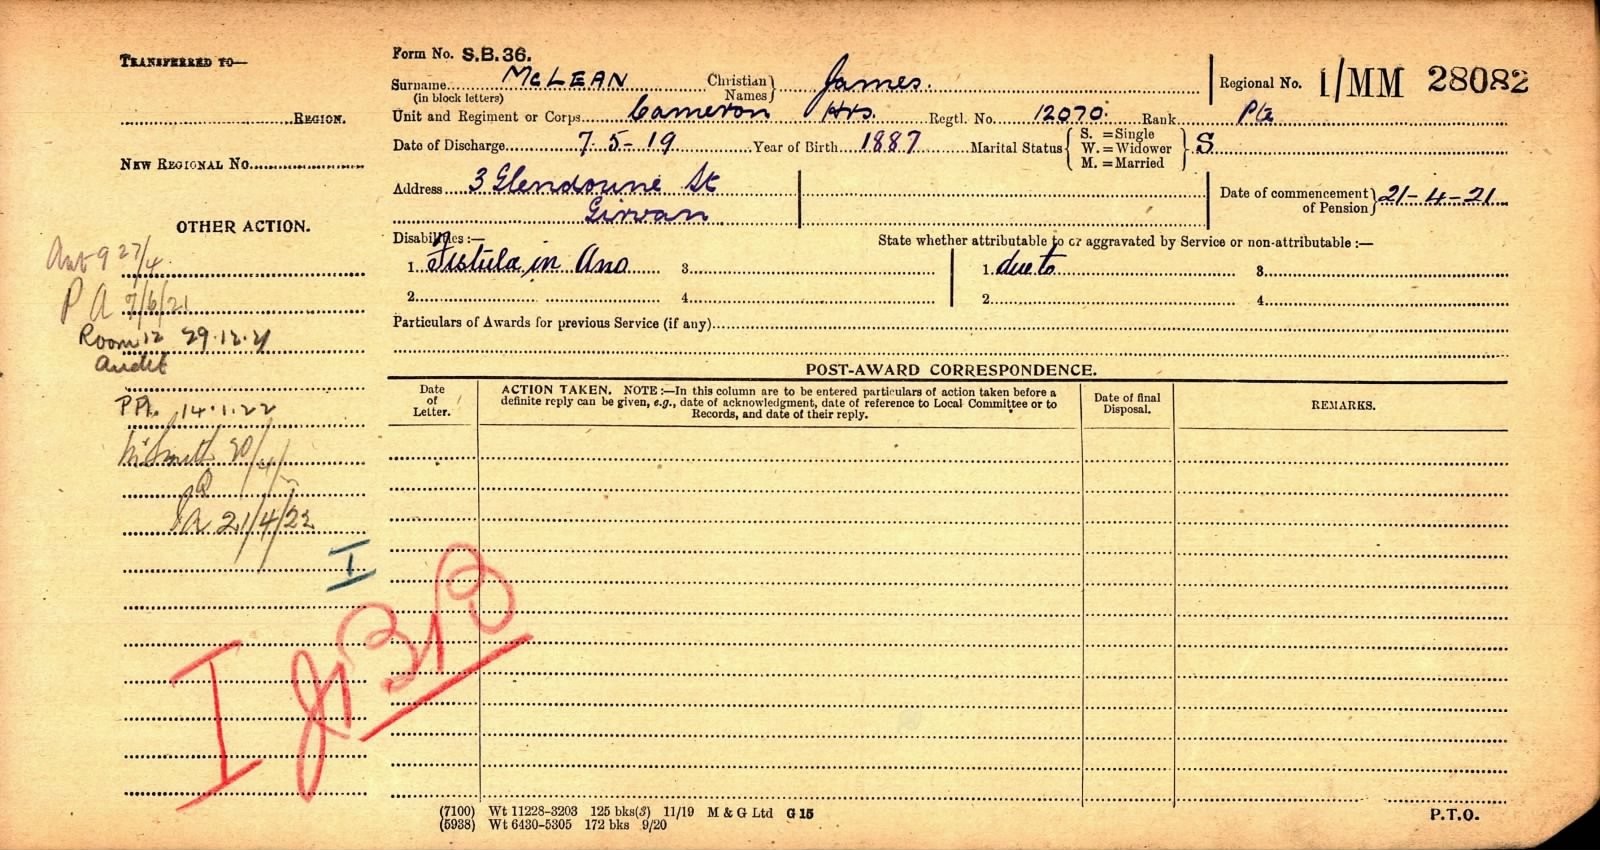 TRANSFERRED TO—
REGION.
NEW REGIONAL No.
OTHER ACTION.
27/4.
P A 7/6/21
Room 12 29.12.21
Audit
14.1.22
20/4/
21/4/22
I
I
Form No. S.B. 36.
Surname McLEAN Christian Names James. Regional No. 1/MM 28082
(in block letters)
Unit and Regiment or Corps Cameron Hrs. Regtl. No. 12070. Rank Pte
Date of Discharge 7.5-19 Year of Birth 1887 Marital Status S. = Single W. = Widower M. = Married S
Address 3 Glendoune St Date of commencement of Pension 21-4-21
Girvan
Disabilities :— State whether attributable to or aggravated by Service or non-attributable :—
1. Fistula in Ano 3. 1. due to 3.
2. 4. 2. 4.
Particulars of Awards for previous Service (if any)
POST-AWARD CORRESPONDENCE.
Date of Letter.
ACTION TAKEN. NOTE :—In this column are to be entered particulars of action taken before a
definite reply can be given, e.g., date of acknowledgment, date of reference to Local Committee or to
Records, and date of their reply.
Date of final Disposal.
REMARKS.
(7100) Wt 11228-3203 125 bks(3) 11/19 M & G Ltd G 15
(5938) Wt 6430-5305 172 bks 9/20
P.T.O.